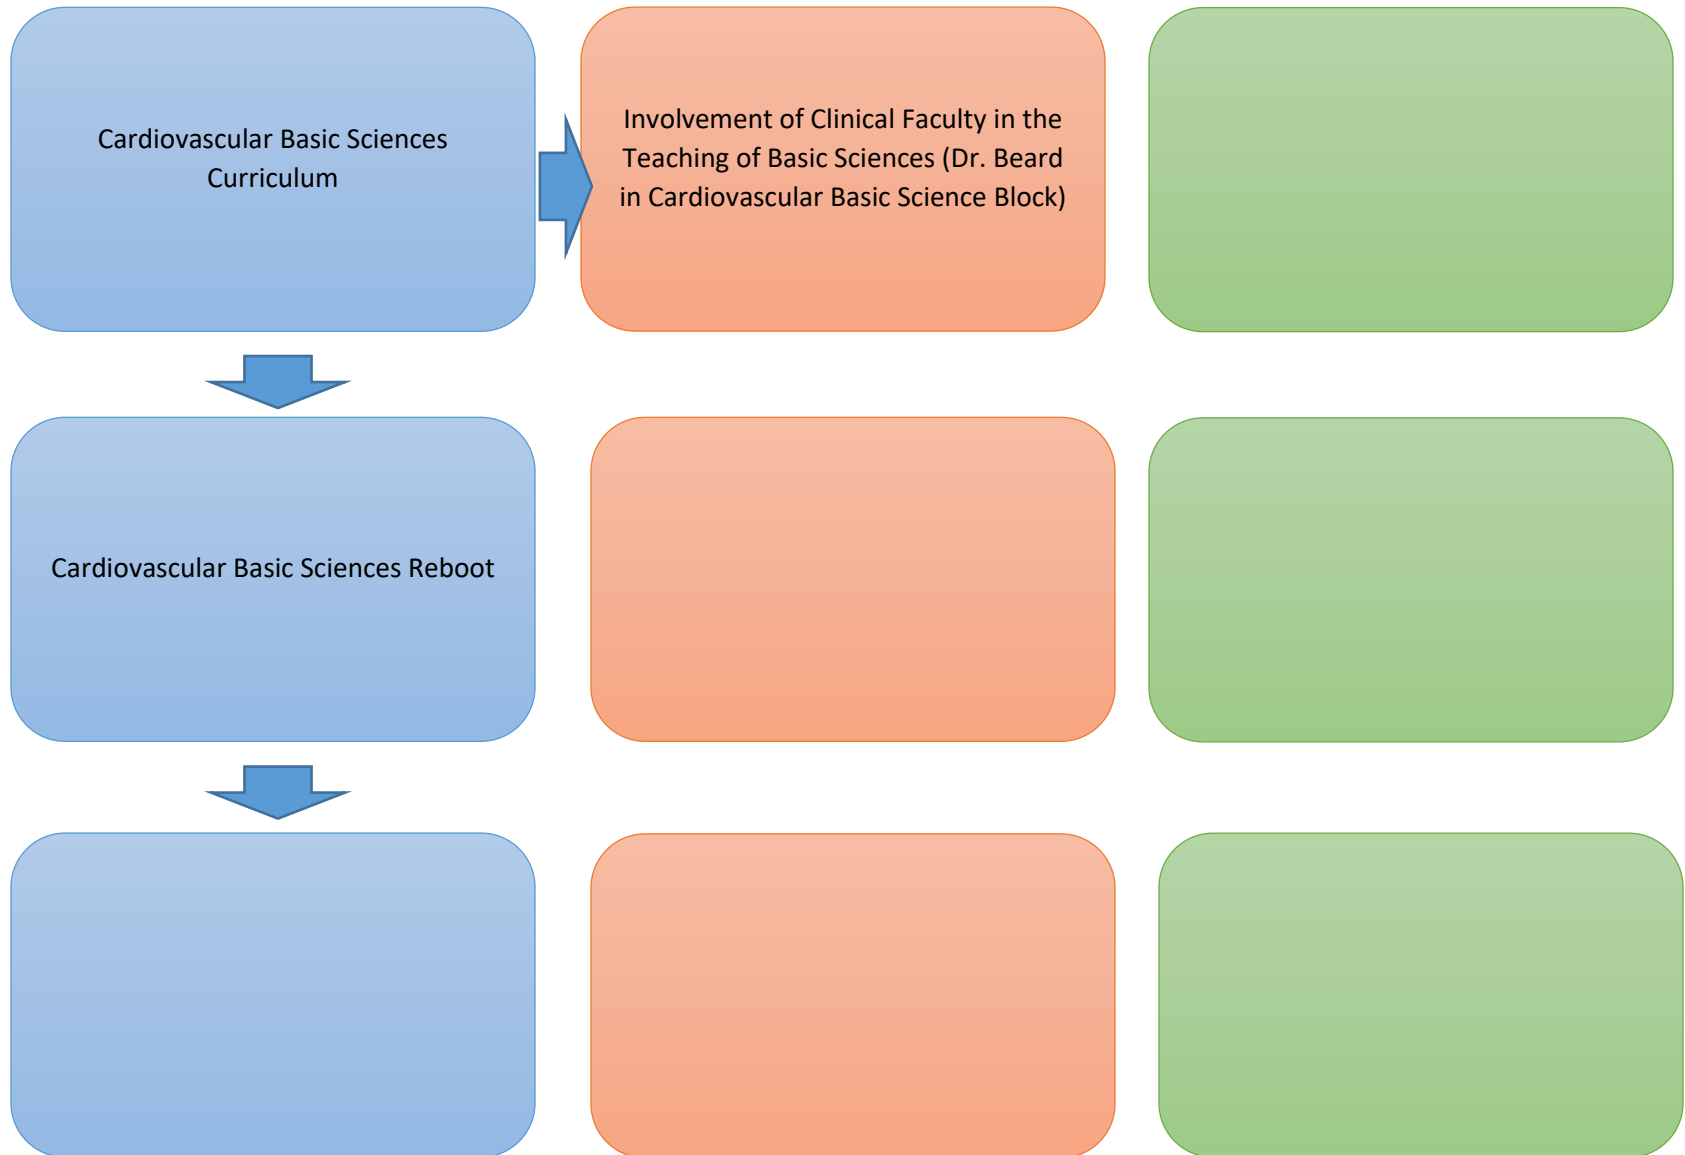 Cardiovascular Basic Sciences
Curriculum
Involvement of Clinical Faculty in the
Teaching of Basic Sciences (Dr. Beard
in Cardiovascular Basic Science Block)
Cardiovascular Basic Sciences Reboot